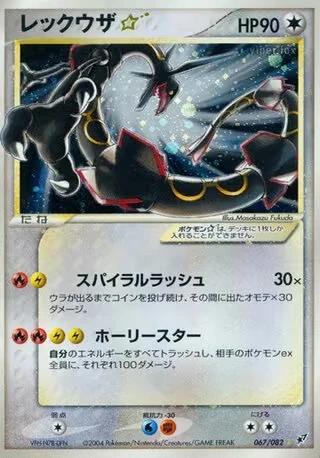 レックウザ☆ HP90
viper.fox
たね
Illus. Masakazu Fukuda
ポケモン☆は、デッキに1枚しか
入れることができません。
スパイラルラッシュ 30×
ウラが出るまでコインを投げ続け、その間に出たオモテ×30
ダメージ。
ホーリースター
自分のエネルギーをすべてトラッシュし、相手のポケモンex
全員に、それぞれ100ダメージ。
弱点 抵抗力 -30 にげる
©2004 Pokémon/Nintendo/Creatures/GAME FREAK 067/082